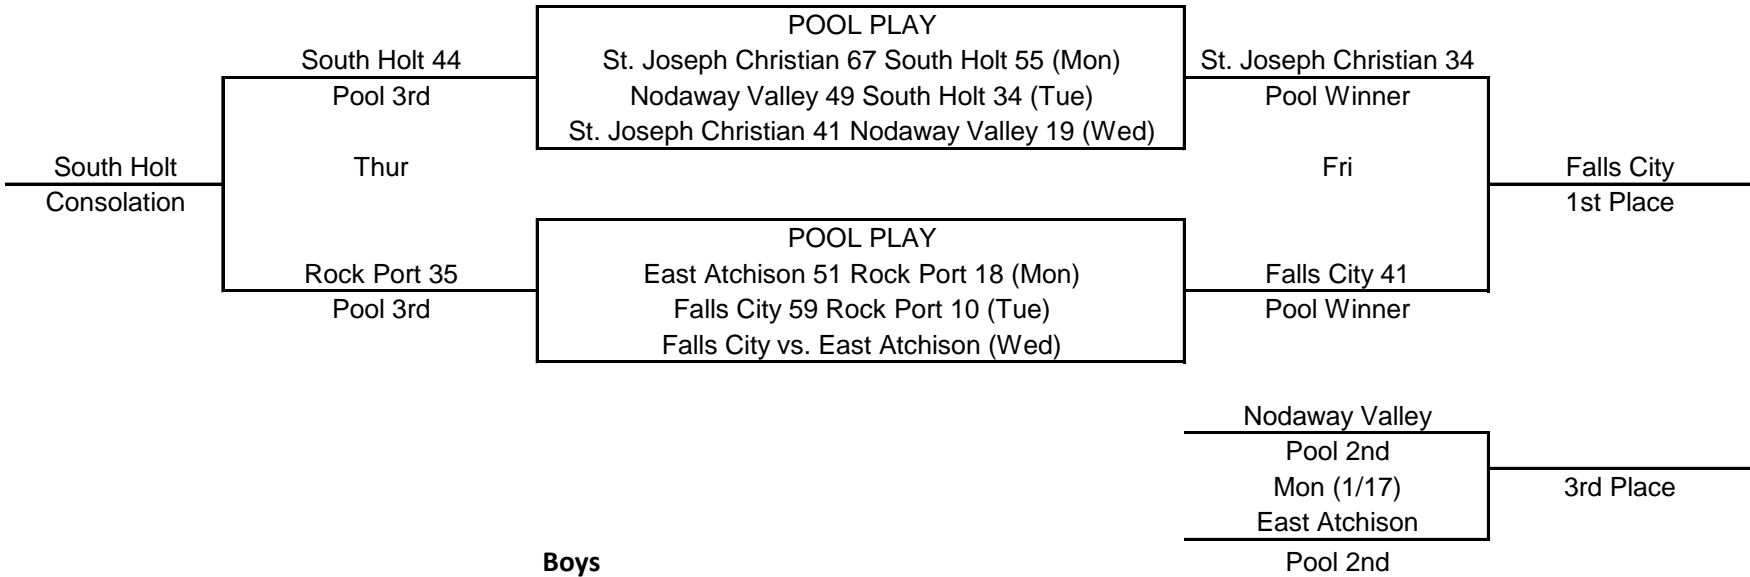 POOL PLAY
South Holt 44 St. Joseph Christian 67 South Holt 55 (Mon) St. Joseph Christian 34
Pool 3rd Nodaway Valley 49 South Holt 34 (Tue) Pool Winner
St. Joseph Christian 41 Nodaway Valley 19 (Wed)
South Holt Thur Fri Falls City
Consolation 1st Place
POOL PLAY
Rock Port 35 East Atchison 51 Rock Port 18 (Mon) Falls City 41
Pool 3rd Falls City 59 Rock Port 10 (Tue) Pool Winner
Falls City vs. East Atchison (Wed)
Nodaway Valley
Pool 2nd
Mon (1/17) 3rd Place
East Atchison
Boys Pool 2nd